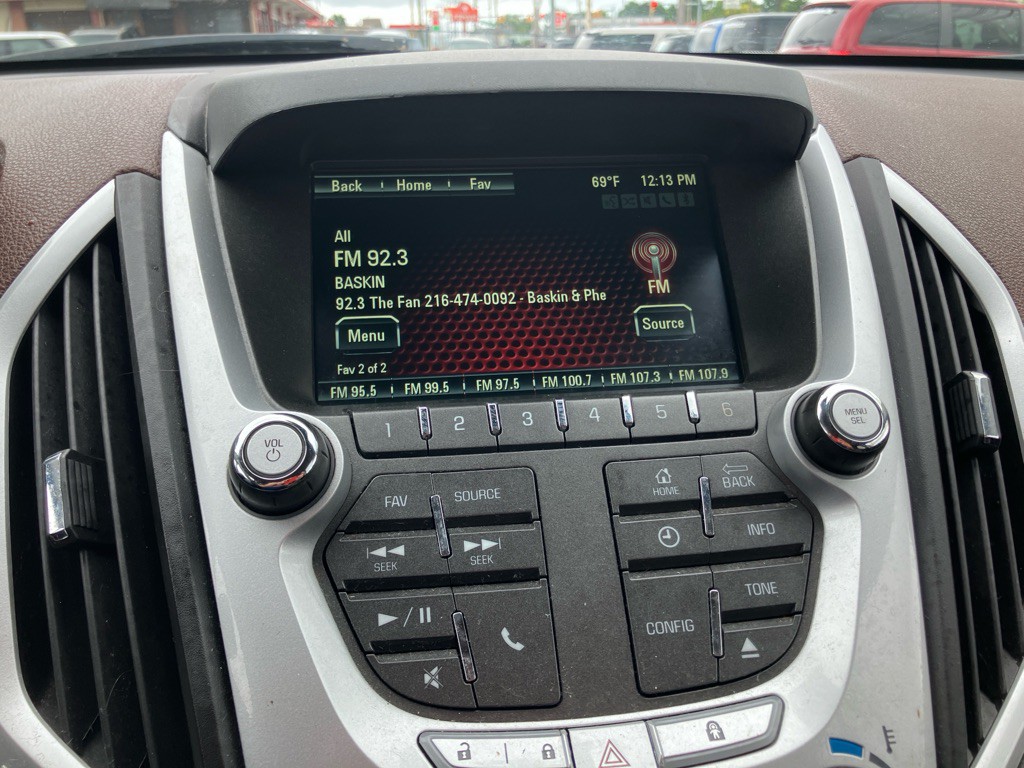 Back Home Fav 69°F 12:13 PM
All
FM 92.3
BASKIN
92.3 The Fan 216-474-0092 - Baskin & Phe
FM
Menu Source
Fav 2 of 2
FM 95.5 FM 99.5 FM 97.5 FM 100.7 FM 107.3 FM 107.9
1 2 3 4 5 6
VOL
MENU
SEL
FAV SOURCE
HOME BACK
SEEK SEEK
INFO
TONE
CONFIG